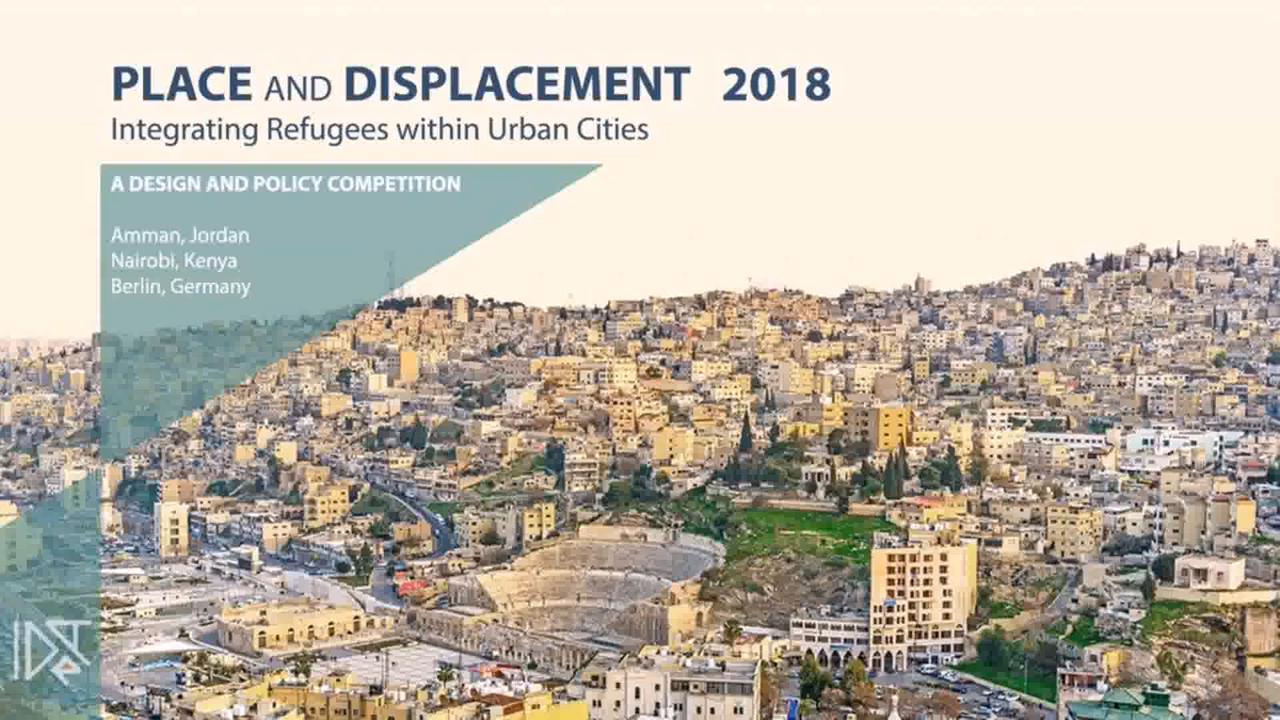 PLACE AND DISPLACEMENT 2018
Integrating Refugees within Urban Cities
A DESIGN AND POLICY COMPETITION
Amman, Jordan
Nairobi, Kenya
Berlin, Germany